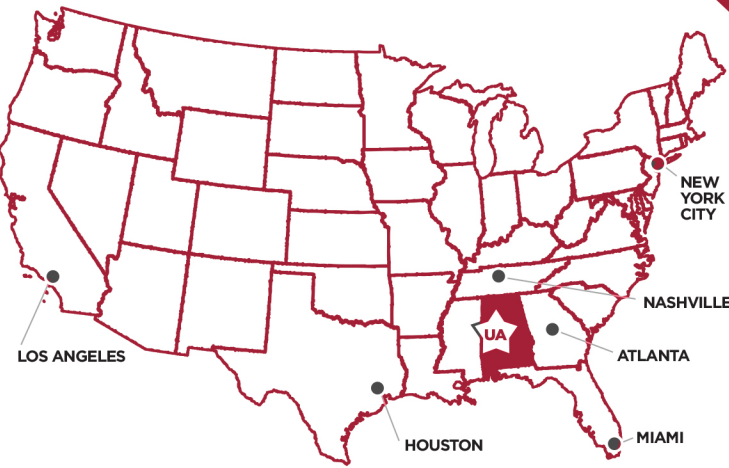 NEW
YORK
CITY
NASHVILLE
UA
ATLANTA
LOS ANGELES
HOUSTON
MIAMI